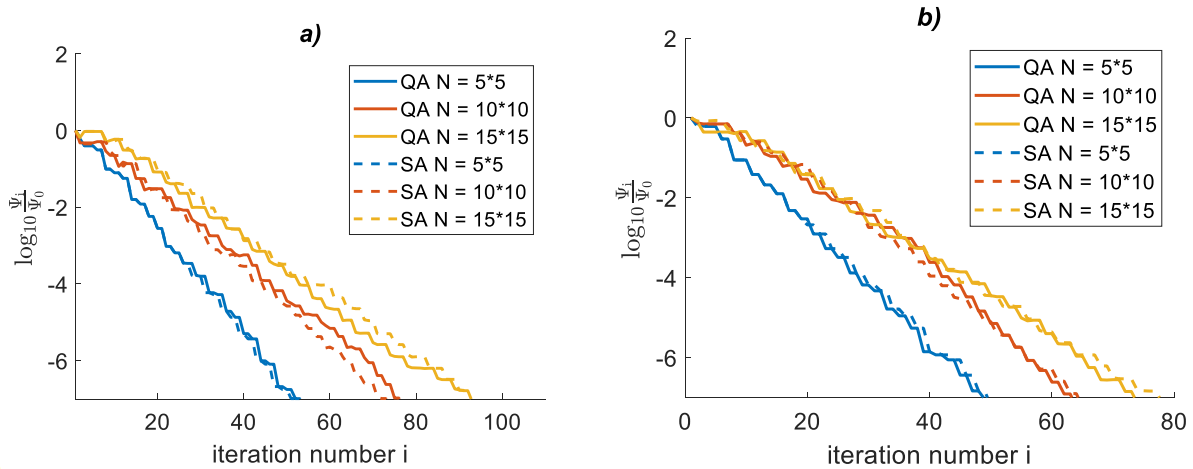 a)
2
0
-2
-4
-6
log10 Ψi/Ψ0
20 40 60 80 100
iteration number i
QA N = 5*5
QA N = 10*10
QA N = 15*15
SA N = 5*5
SA N = 10*10
SA N = 15*15
b)
2
0
-2
-4
-6
log10 Ψi/Ψ0
0 20 40 60 80
iteration number i
QA N = 5*5
QA N = 10*10
QA N = 15*15
SA N = 5*5
SA N = 10*10
SA N = 15*15